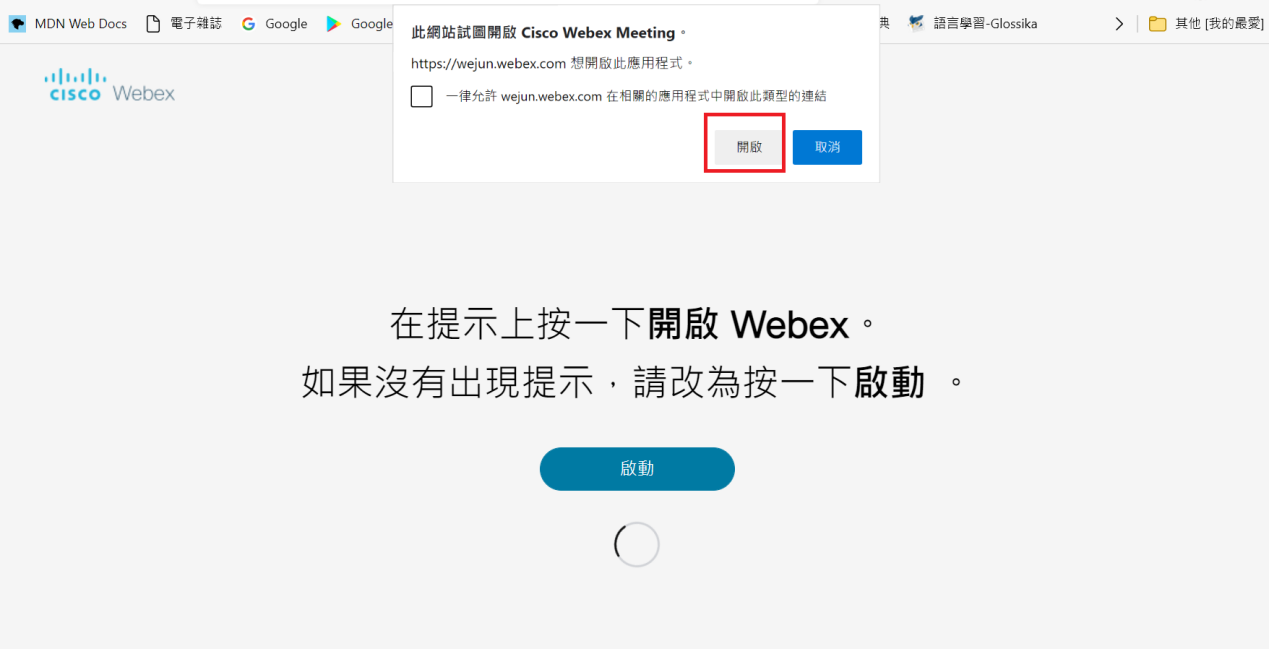 MDN Web Docs 電子雜誌 Google Google 典 語言學習-Glossika 其他 [我的最愛]
此網站試圖開啟 Cisco Webex Meeting。
https://wejun.webex.com 想開啟此應用程式。
一律允許 wejun.webex.com 在相關的應用程式中開啟此類型的連結
開啟 取消
cisco Webex
在提示上按一下開啟 Webex。
如果沒有出現提示，請改為按一下啟動 。
啟動